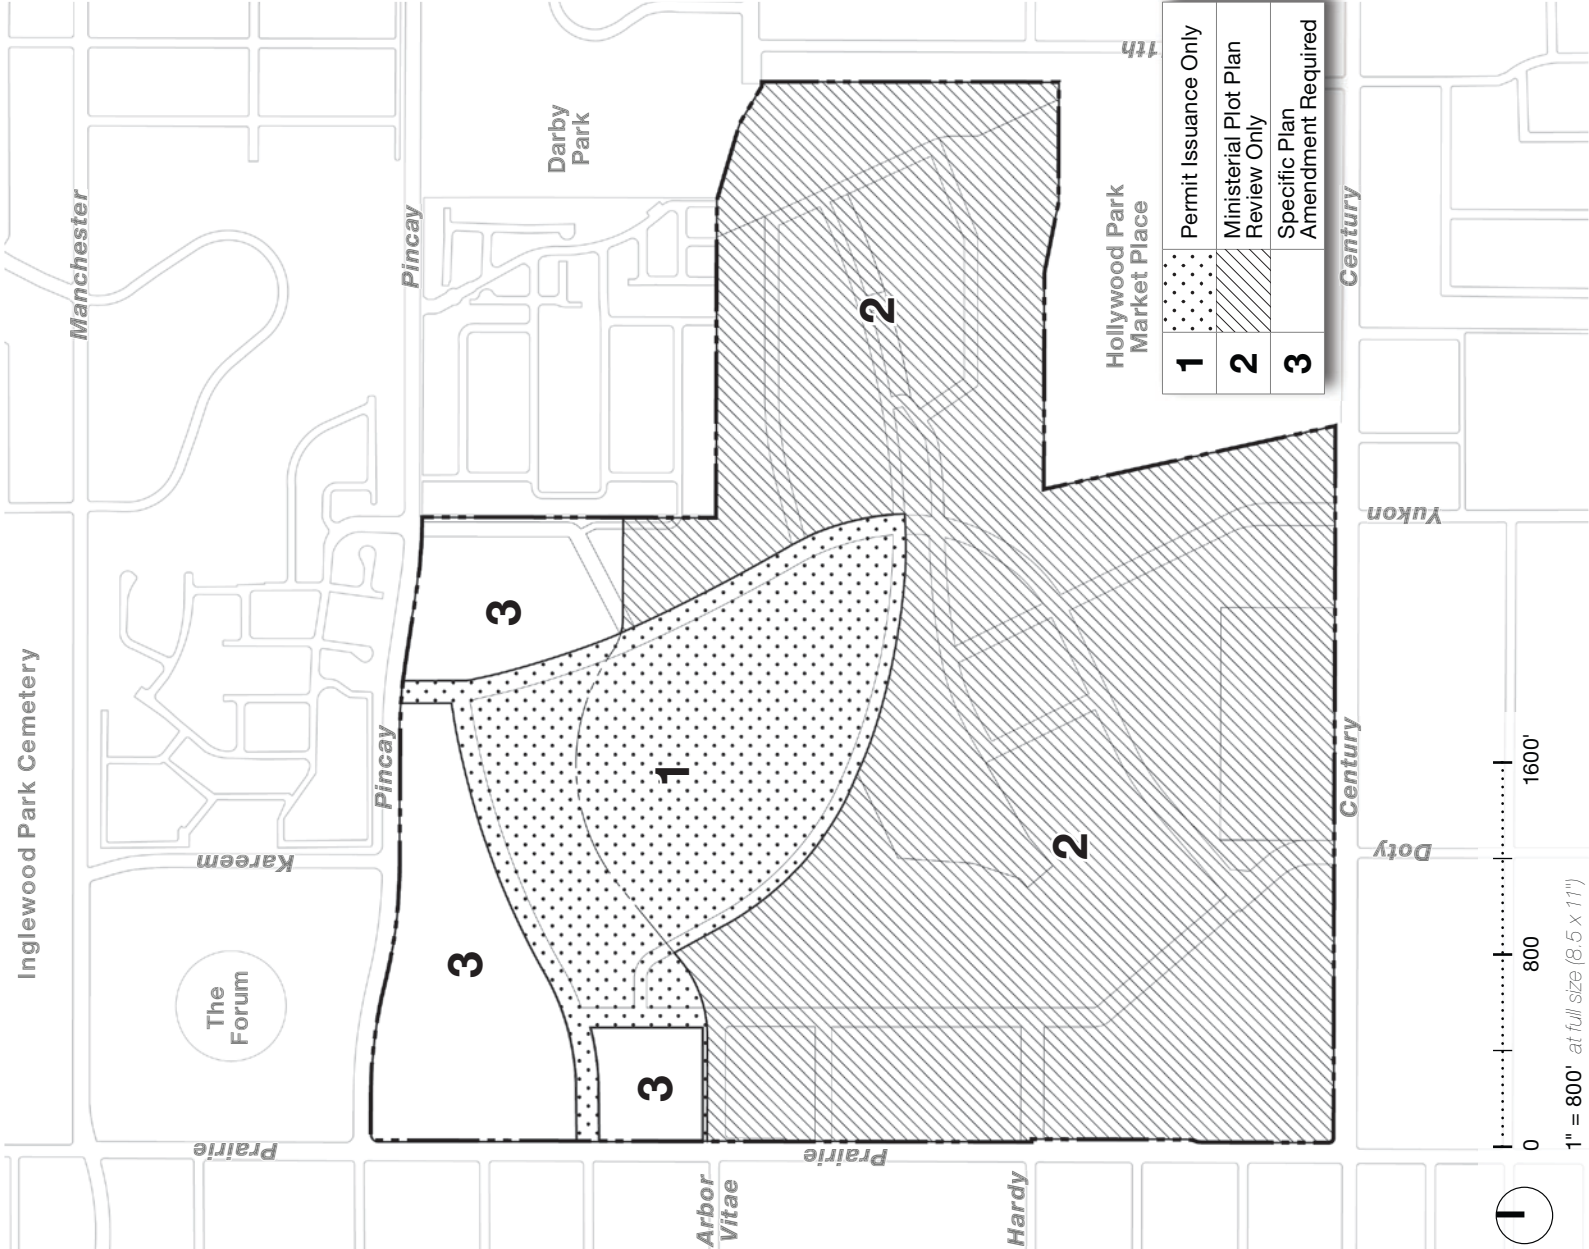 Inglewood Park Cemetery
Manchester
The
Forum
Kareem
Prairie
Pincay
Pincay
Darby
Park
3
3
3
1
2
2
Arbor
Vitae
Prairie
Hardy
Hollywood Park
Market Place
Yukon
Doty
Century
Century
1 Permit Issuance Only
2 Ministerial Plot Plan
Review Only
3 Specific Plan
Amendment Required
0 800 1600'
1" = 800' at full size (8.5 x 11")